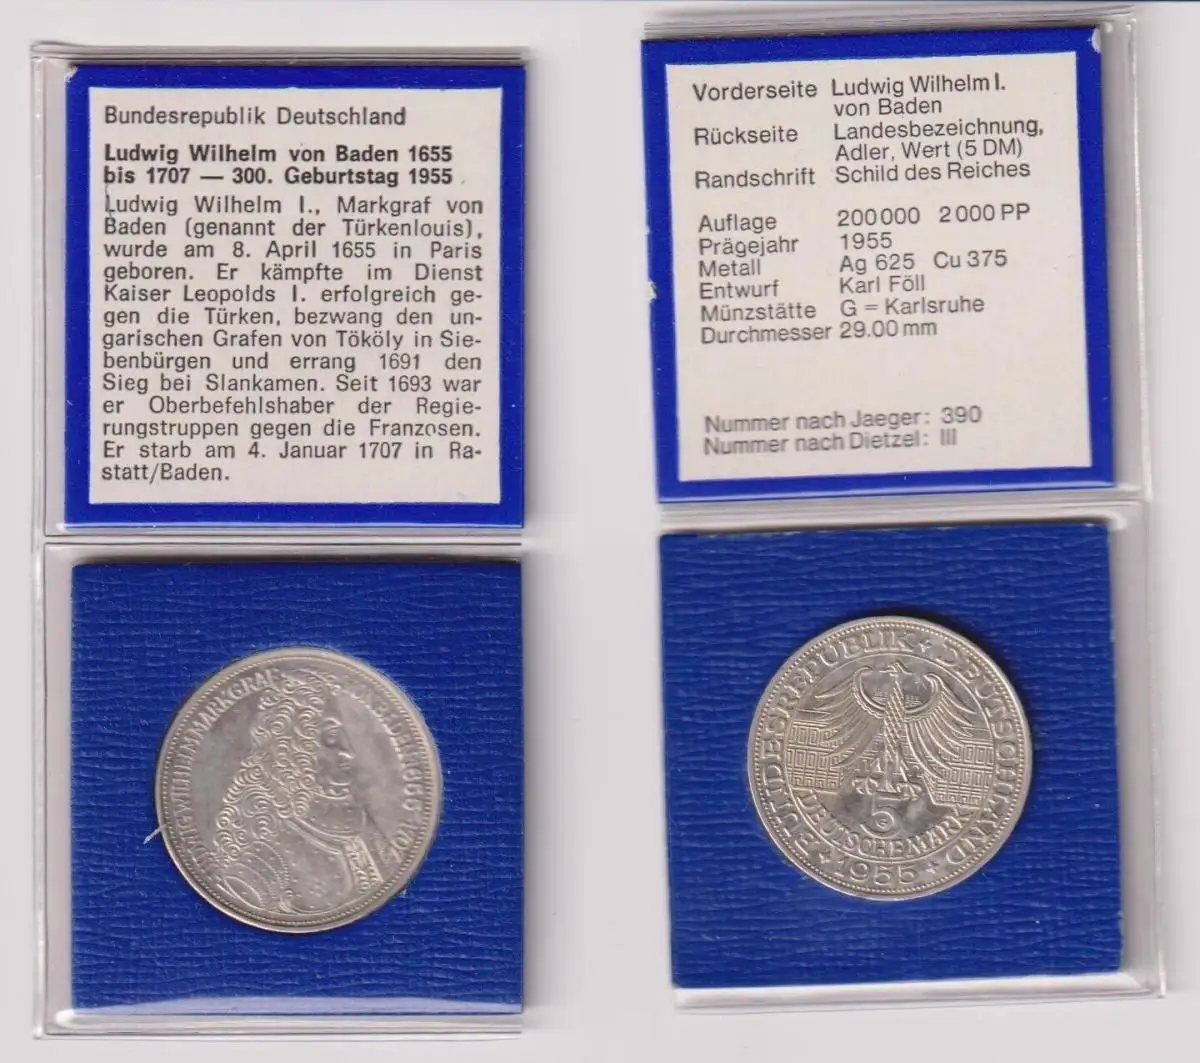 Bundesrepublik Deutschland
Ludwig Wilhelm von Baden 1655
bis 1707 — 300. Geburtstag 1955
Ludwig Wilhelm I., Markgraf von
Baden (genannt der Türkenlouis),
wurde am 8. April 1655 in Paris
geboren. Er kämpfte im Dienst
Kaiser Leopolds I. erfolgreich ge-
gen die Türken, bezwang den un-
garischen Grafen von Tököly in Sie-
benbürgen und errang 1691 den
Sieg bei Slankamen. Seit 1693 war
er Oberbefehlshaber der Regie-
rungstruppen gegen die Franzosen.
Er starb am 4. Januar 1707 in Ra-
statt/Baden.
Vorderseite Ludwig Wilhelm I.
von Baden
Rückseite Landesbezeichnung,
Adler, Wert (5 DM)
Randschrift Schild des Reiches
Auflage 200000 2000 PP
Prägejahr 1955
Metall Ag 625 Cu 375
Entwurf Karl Föll
Münzstätte G = Karlsruhe
Durchmesser 29.00 mm
Nummer nach Jaeger: 390
Nummer nach Dietzel: III
LUDWIG WILHELM MARKGRAF VON BADEN 1655 1707
BUNDESREPUBLIK DEUTSCHLAND
5
G
DEUTSCHE MARK
1955